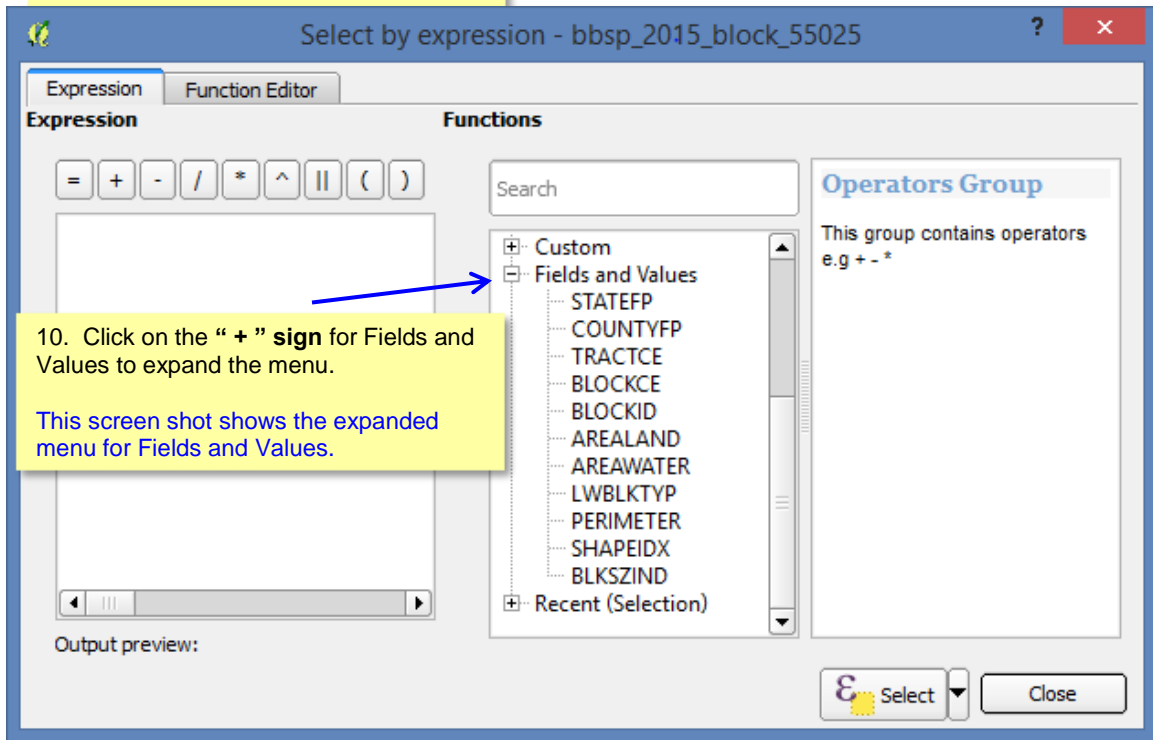 Select by expression - bbsp_2015_block_55025
?
×
Expression
Function Editor
Expression
Functions
= + - / * ^ || ( )
Search
Operators Group
This group contains operators
e.g + - *
Custom
Fields and Values
STATEFP
COUNTYFP
TRACTCE
BLOCKCE
BLOCKID
AREALAND
AREAWATER
LWBLKTYP
PERIMETER
SHAPEIDX
BLKSZIND
Recent (Selection)
10. Click on the “ + ” sign for Fields and
Values to expand the menu.
This screen shot shows the expanded
menu for Fields and Values.
Output preview:
Select
Close